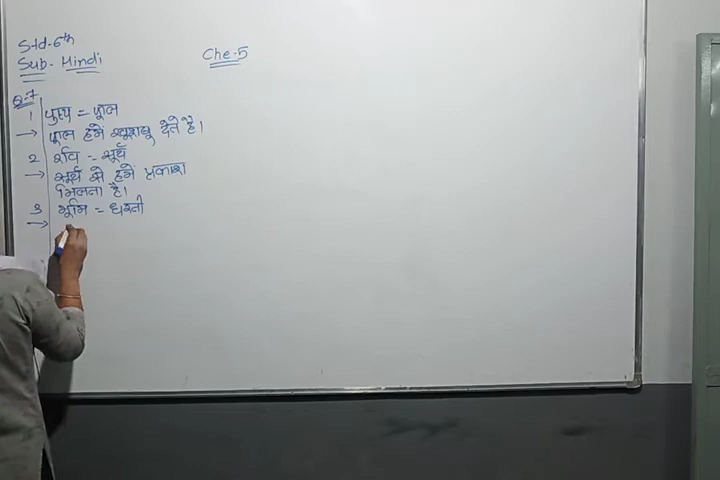 Std-6th
Sub- Hindi
Che.5
Q:7
1 पुष्प = फूल
→ फूल हमें खुशबू देते है।
2 रवि = सूर्य
→ सूर्य से हमें प्रकाश
मिलता है।
3 भूमि = धरती
→